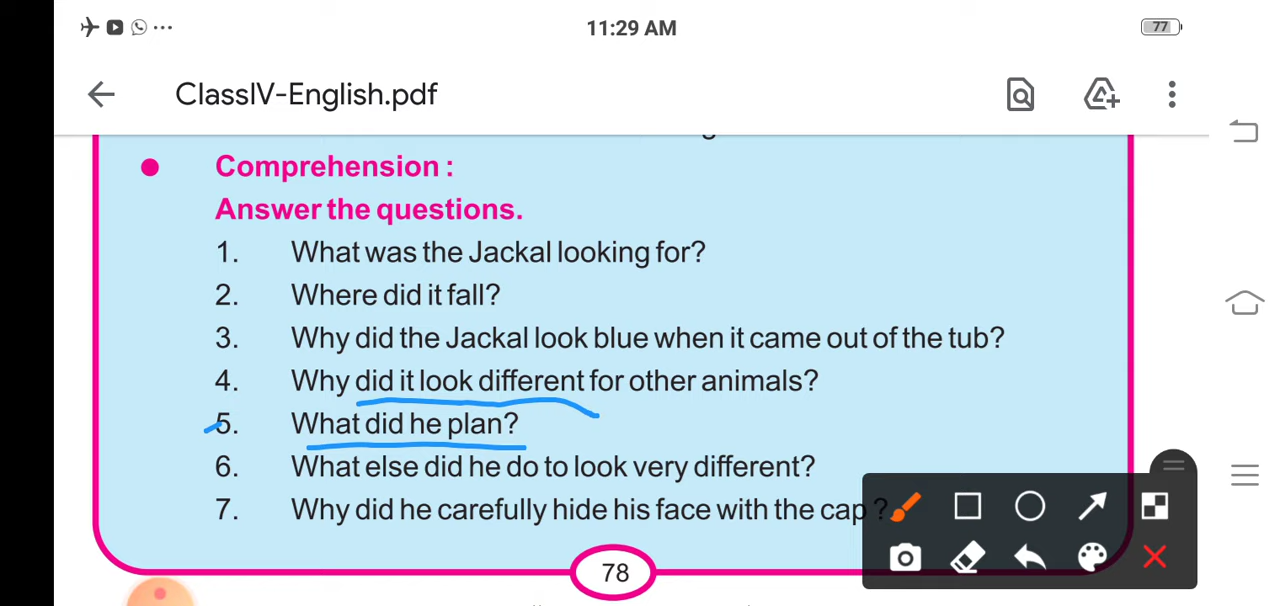 11:29 AM
77
ClassIV-English.pdf
Comprehension :
Answer the questions.
1. What was the Jackal looking for?
2. Where did it fall?
3. Why did the Jackal look blue when it came out of the tub?
4. Why did it look different for other animals?
5. What did he plan?
6. What else did he do to look very different?
7. Why did he carefully hide his face with the cap ?
78